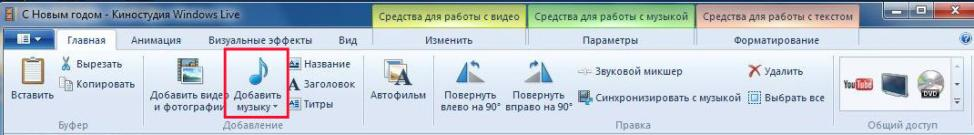 С Новым годом - Киностудия Windows Live
Средства для работы с видео
Средства для работы с музыкой
Средства для работы с текстом
Главная
Анимация
Визуальные эффекты
Вид
Изменить
Параметры
Форматирование
Вставить
Вырезать
Копировать
Буфер
Добавить видео
и фотографии
Добавить
музыку
Название
Заголовок
Титры
Добавление
Автофильм
Повернуть
влево на 90°
Повернуть
вправо на 90°
Звуковой микшер
Синхронизировать с музыкой
Удалить
Выбрать все
Правка
YouTube
DVD
Общий доступ